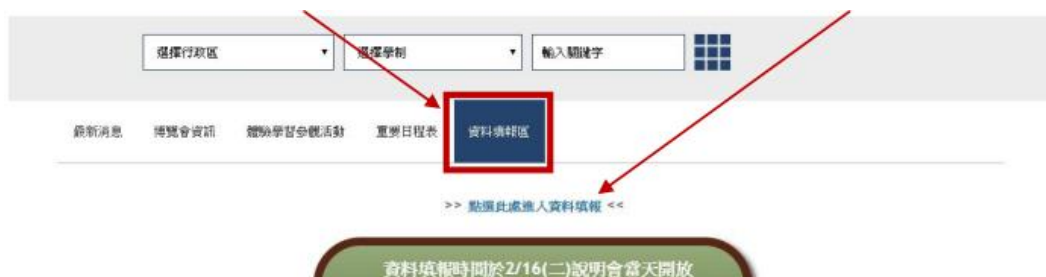 選擇行政區
選擇學制
輸入關鍵字
最新消息 博覽會資訊 體驗學習參觀活動 重要日程表 資料填報區
>> 點選此處進入資料填報 <<
資料填報時間於2/16(二)說明會當天開放